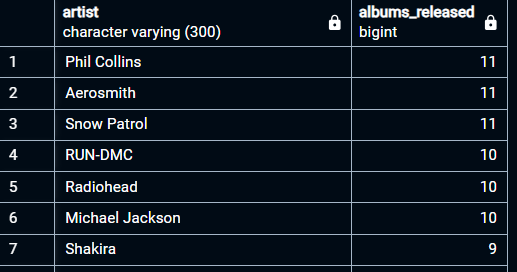 artist albums_released
character varying (300) bigint
1 Phil Collins 11
2 Aerosmith 11
3 Snow Patrol 11
4 RUN-DMC 10
5 Radiohead 10
6 Michael Jackson 10
7 Shakira 9